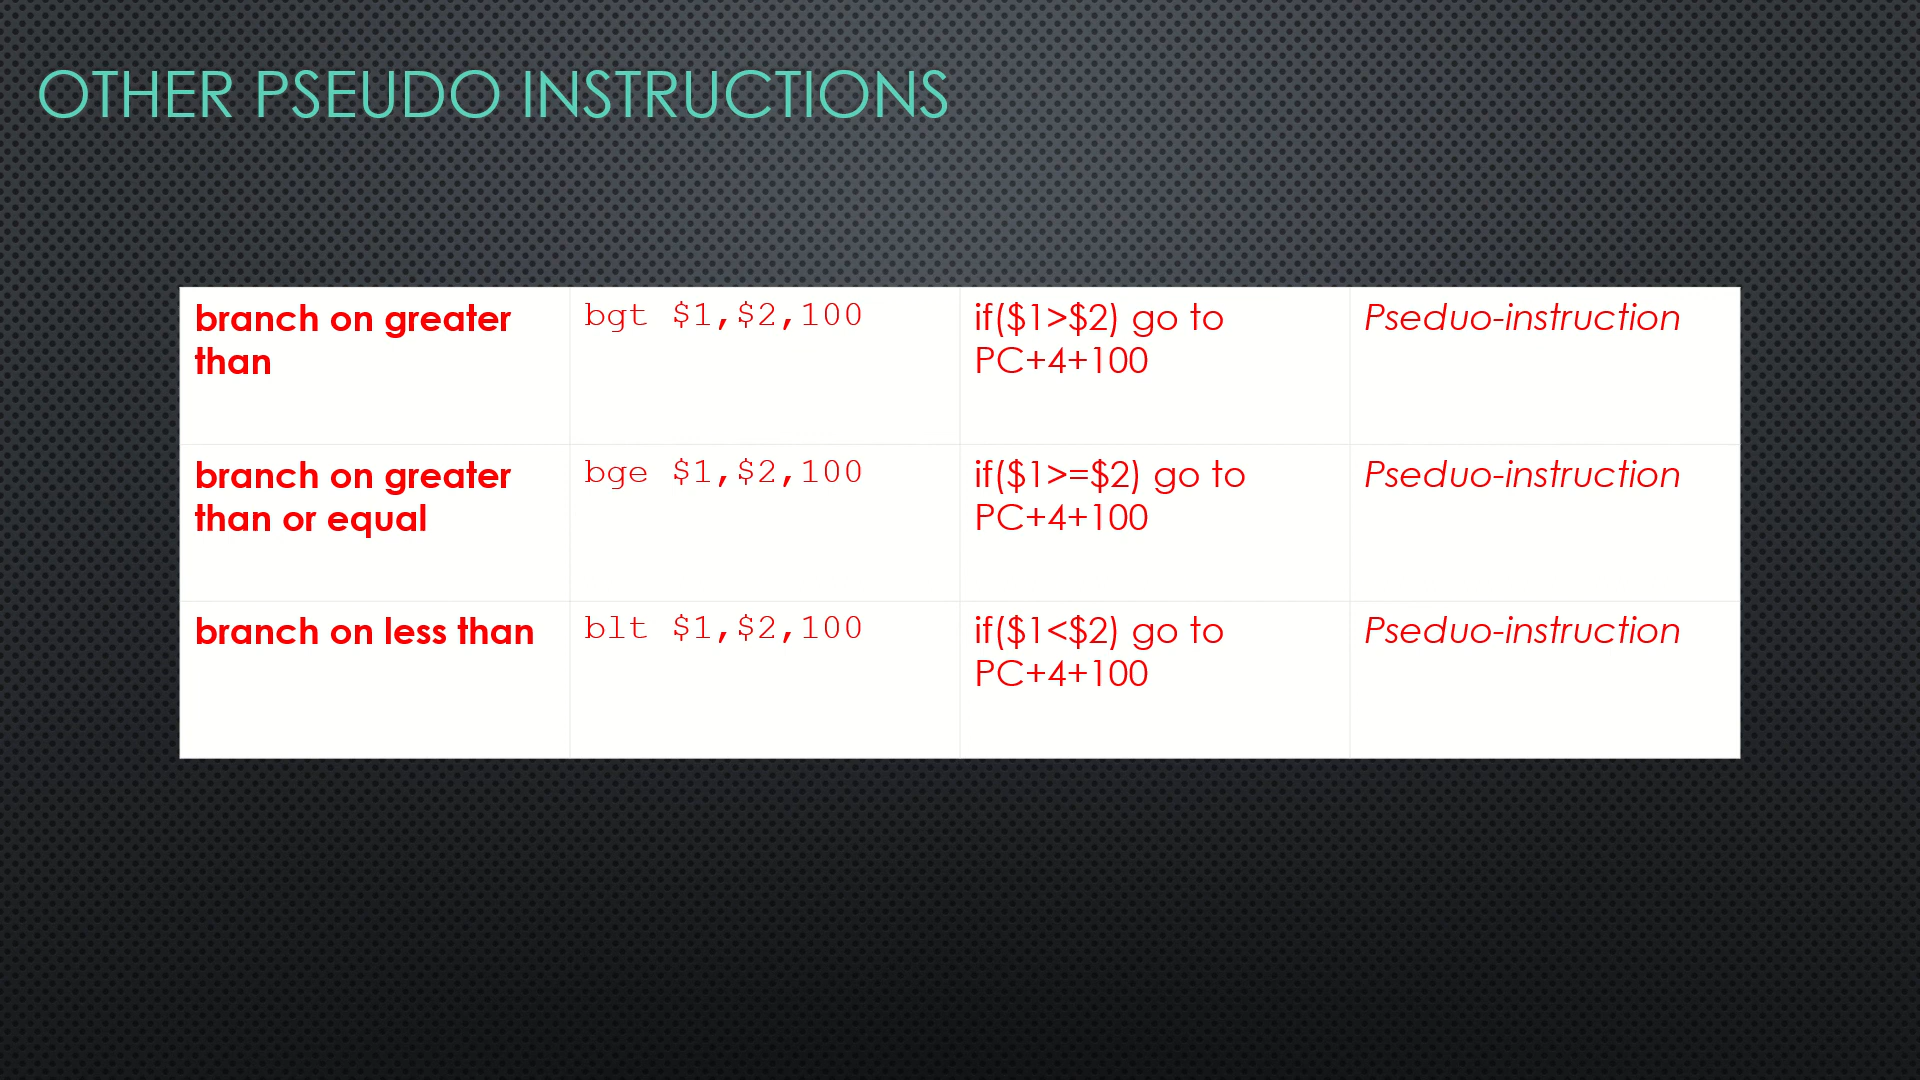 OTHER PSEUDO INSTRUCTIONS
branch on greater
than
bgt $1,$2,100
if($1>$2) go to
PC+4+100
Pseduo-instruction
branch on greater
than or equal
bge $1,$2,100
if($1>=$2) go to
PC+4+100
Pseduo-instruction
branch on less than
blt $1,$2,100
if($1<$2) go to
PC+4+100
Pseduo-instruction